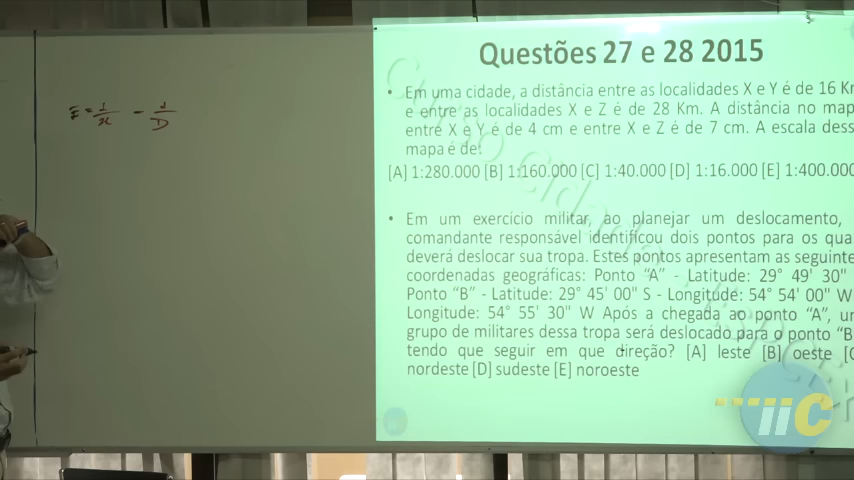 E = 1/x = d/D
Questões 27 e 28 2015
• Em uma cidade, a distância entre as localidades X e Y é de 16 K
e entre as localidades X e Z é de 28 Km. A distância no map
entre X e Y é de 4 cm e entre X e Z é de 7 cm. A escala dess
mapa é de:
[A] 1:280.000 [B] 1:160.000 [C] 1:40.000 [D] 1:16.000 [E] 1:400.000
• Em um exercício militar, ao planejar um deslocamento,
comandante responsável identificou dois pontos para os qua
deverá deslocar sua tropa. Estes pontos apresentam as seguinte
coordenadas geográficas: Ponto “A” - Latitude: 29° 49' 30"
Ponto “B” - Latitude: 29° 45' 00" S - Longitude: 54° 54' 00" W
Longitude: 54° 55' 30" W Após a chegada ao ponto “A”, u
grupo de militares dessa tropa será deslocado para o ponto “B
tendo que seguir em que direção? [A] leste [B] oeste [C
nordeste [D] sudeste [E] noroeste
iiC